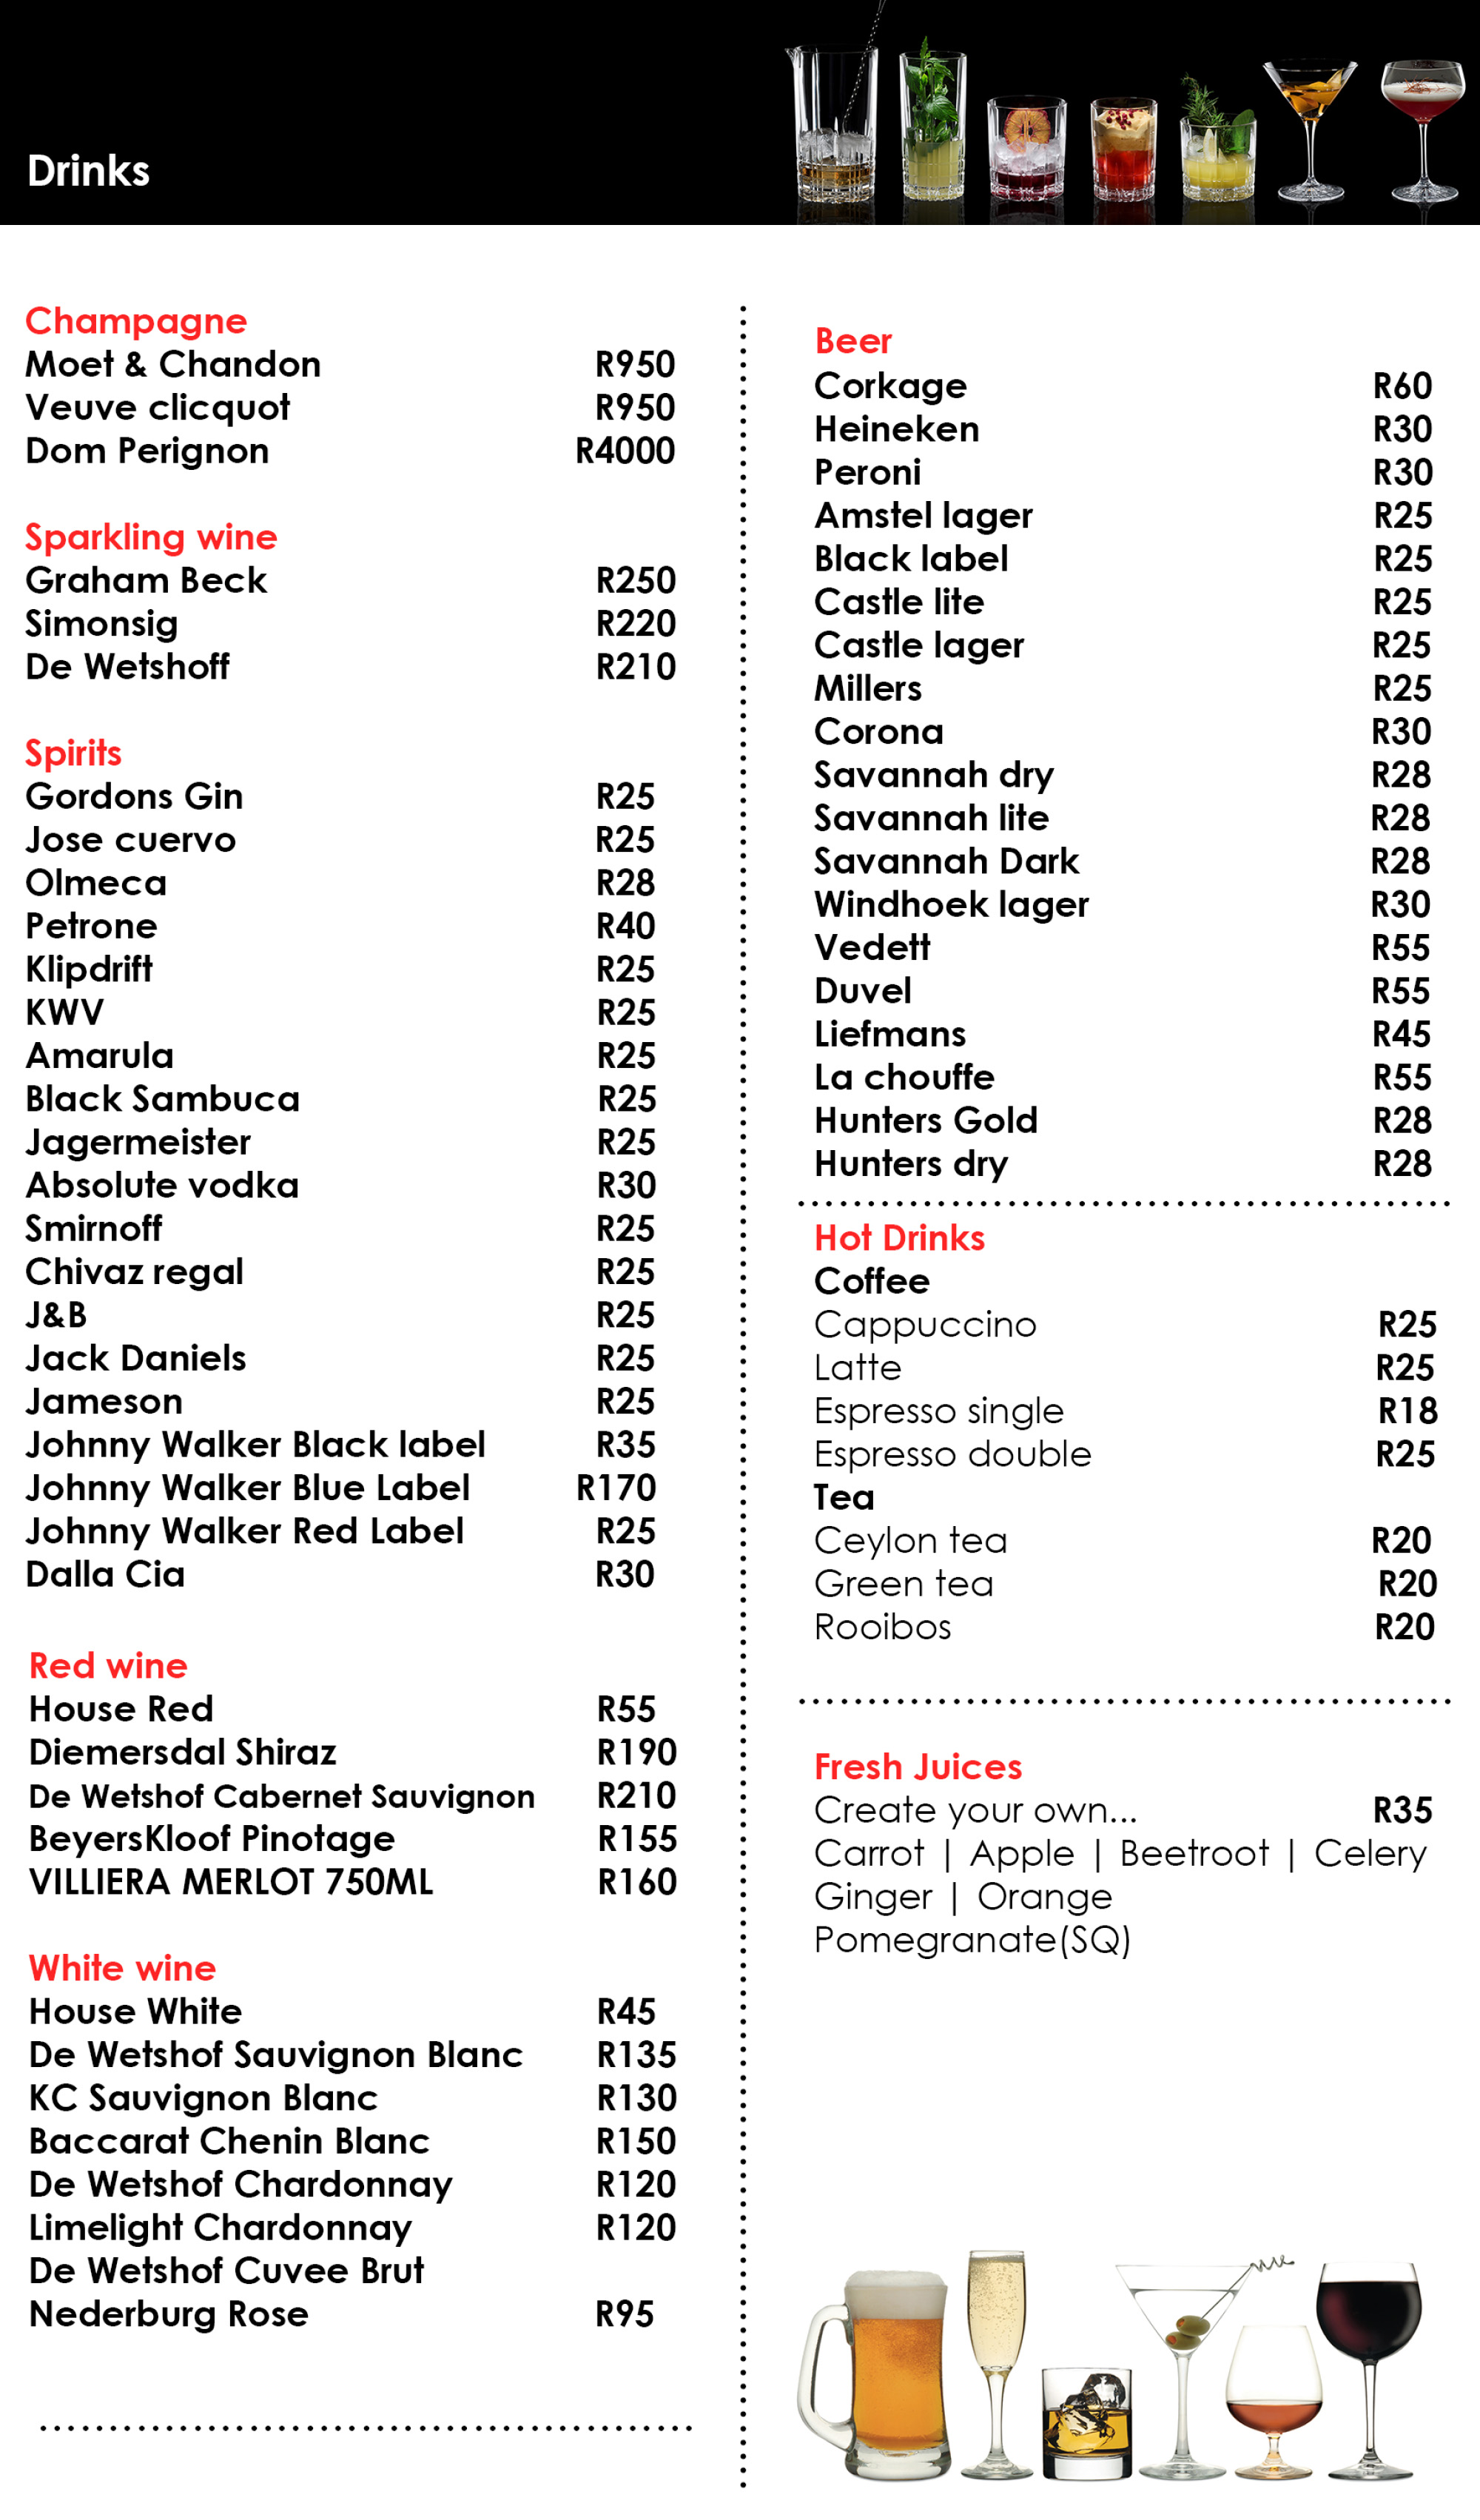 Drinks
Champagne
Moet & Chandon R950
Veuve clicquot R950
Dom Perignon R4000
Sparkling wine
Graham Beck R250
Simonsig R220
De Wetshoff R210
Spirits
Gordons Gin R25
Jose cuervo R25
Olmeca R28
Petrone R40
Klipdrift R25
KWV R25
Amarula R25
Black Sambuca R25
Jagermeister R25
Absolute vodka R30
Smirnoff R25
Chivaz regal R25
J&B R25
Jack Daniels R25
Jameson R25
Johnny Walker Black label R35
Johnny Walker Blue Label R170
Johnny Walker Red Label R25
Dalla Cia R30
Red wine
House Red R55
Diemersdal Shiraz R190
De Wetshof Cabernet Sauvignon R210
BeyersKloof Pinotage R155
VILLIERA MERLOT 750ML R160
White wine
House White R45
De Wetshof Sauvignon Blanc R135
KC Sauvignon Blanc R130
Baccarat Chenin Blanc R150
De Wetshof Chardonnay R120
Limelight Chardonnay R120
De Wetshof Cuvee Brut
Nederburg Rose R95
Beer
Corkage R60
Heineken R30
Peroni R30
Amstel lager R25
Black label R25
Castle lite R25
Castle lager R25
Millers R25
Corona R30
Savannah dry R28
Savannah lite R28
Savannah Dark R28
Windhoek lager R30
Vedett R55
Duvel R55
Liefmans R45
La chouffe R55
Hunters Gold R28
Hunters dry R28
Hot Drinks
Coffee
Cappuccino R25
Latte R25
Espresso single R18
Espresso double R25
Tea
Ceylon tea R20
Green tea R20
Rooibos R20
Fresh Juices
Create your own... R35
Carrot | Apple | Beetroot | Celery
Ginger | Orange
Pomegranate(SQ)